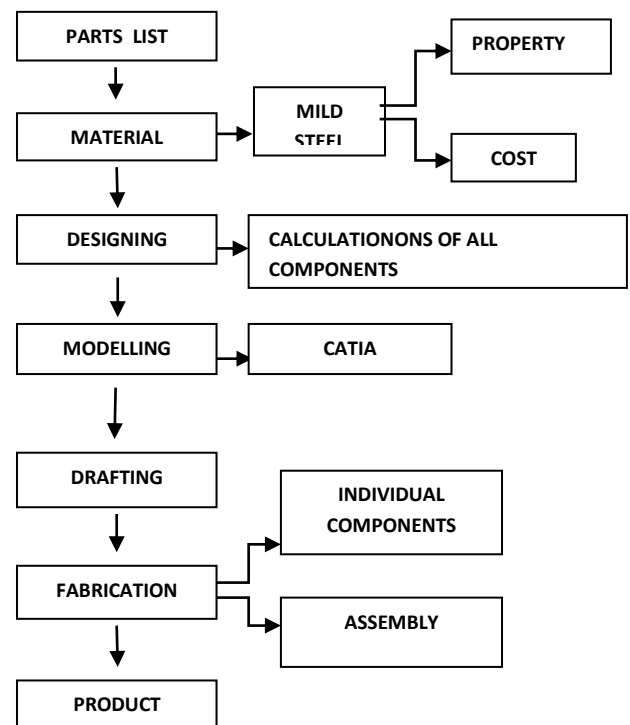 PARTS LIST
PROPERTY
MILD
STEEL
MATERIAL
COST
DESIGNING
CALCULATIONONS OF ALL
COMPONENTS
MODELLING
CATIA
DRAFTING
INDIVIDUAL
COMPONENTS
FABRICATION
ASSEMBLY
PRODUCT